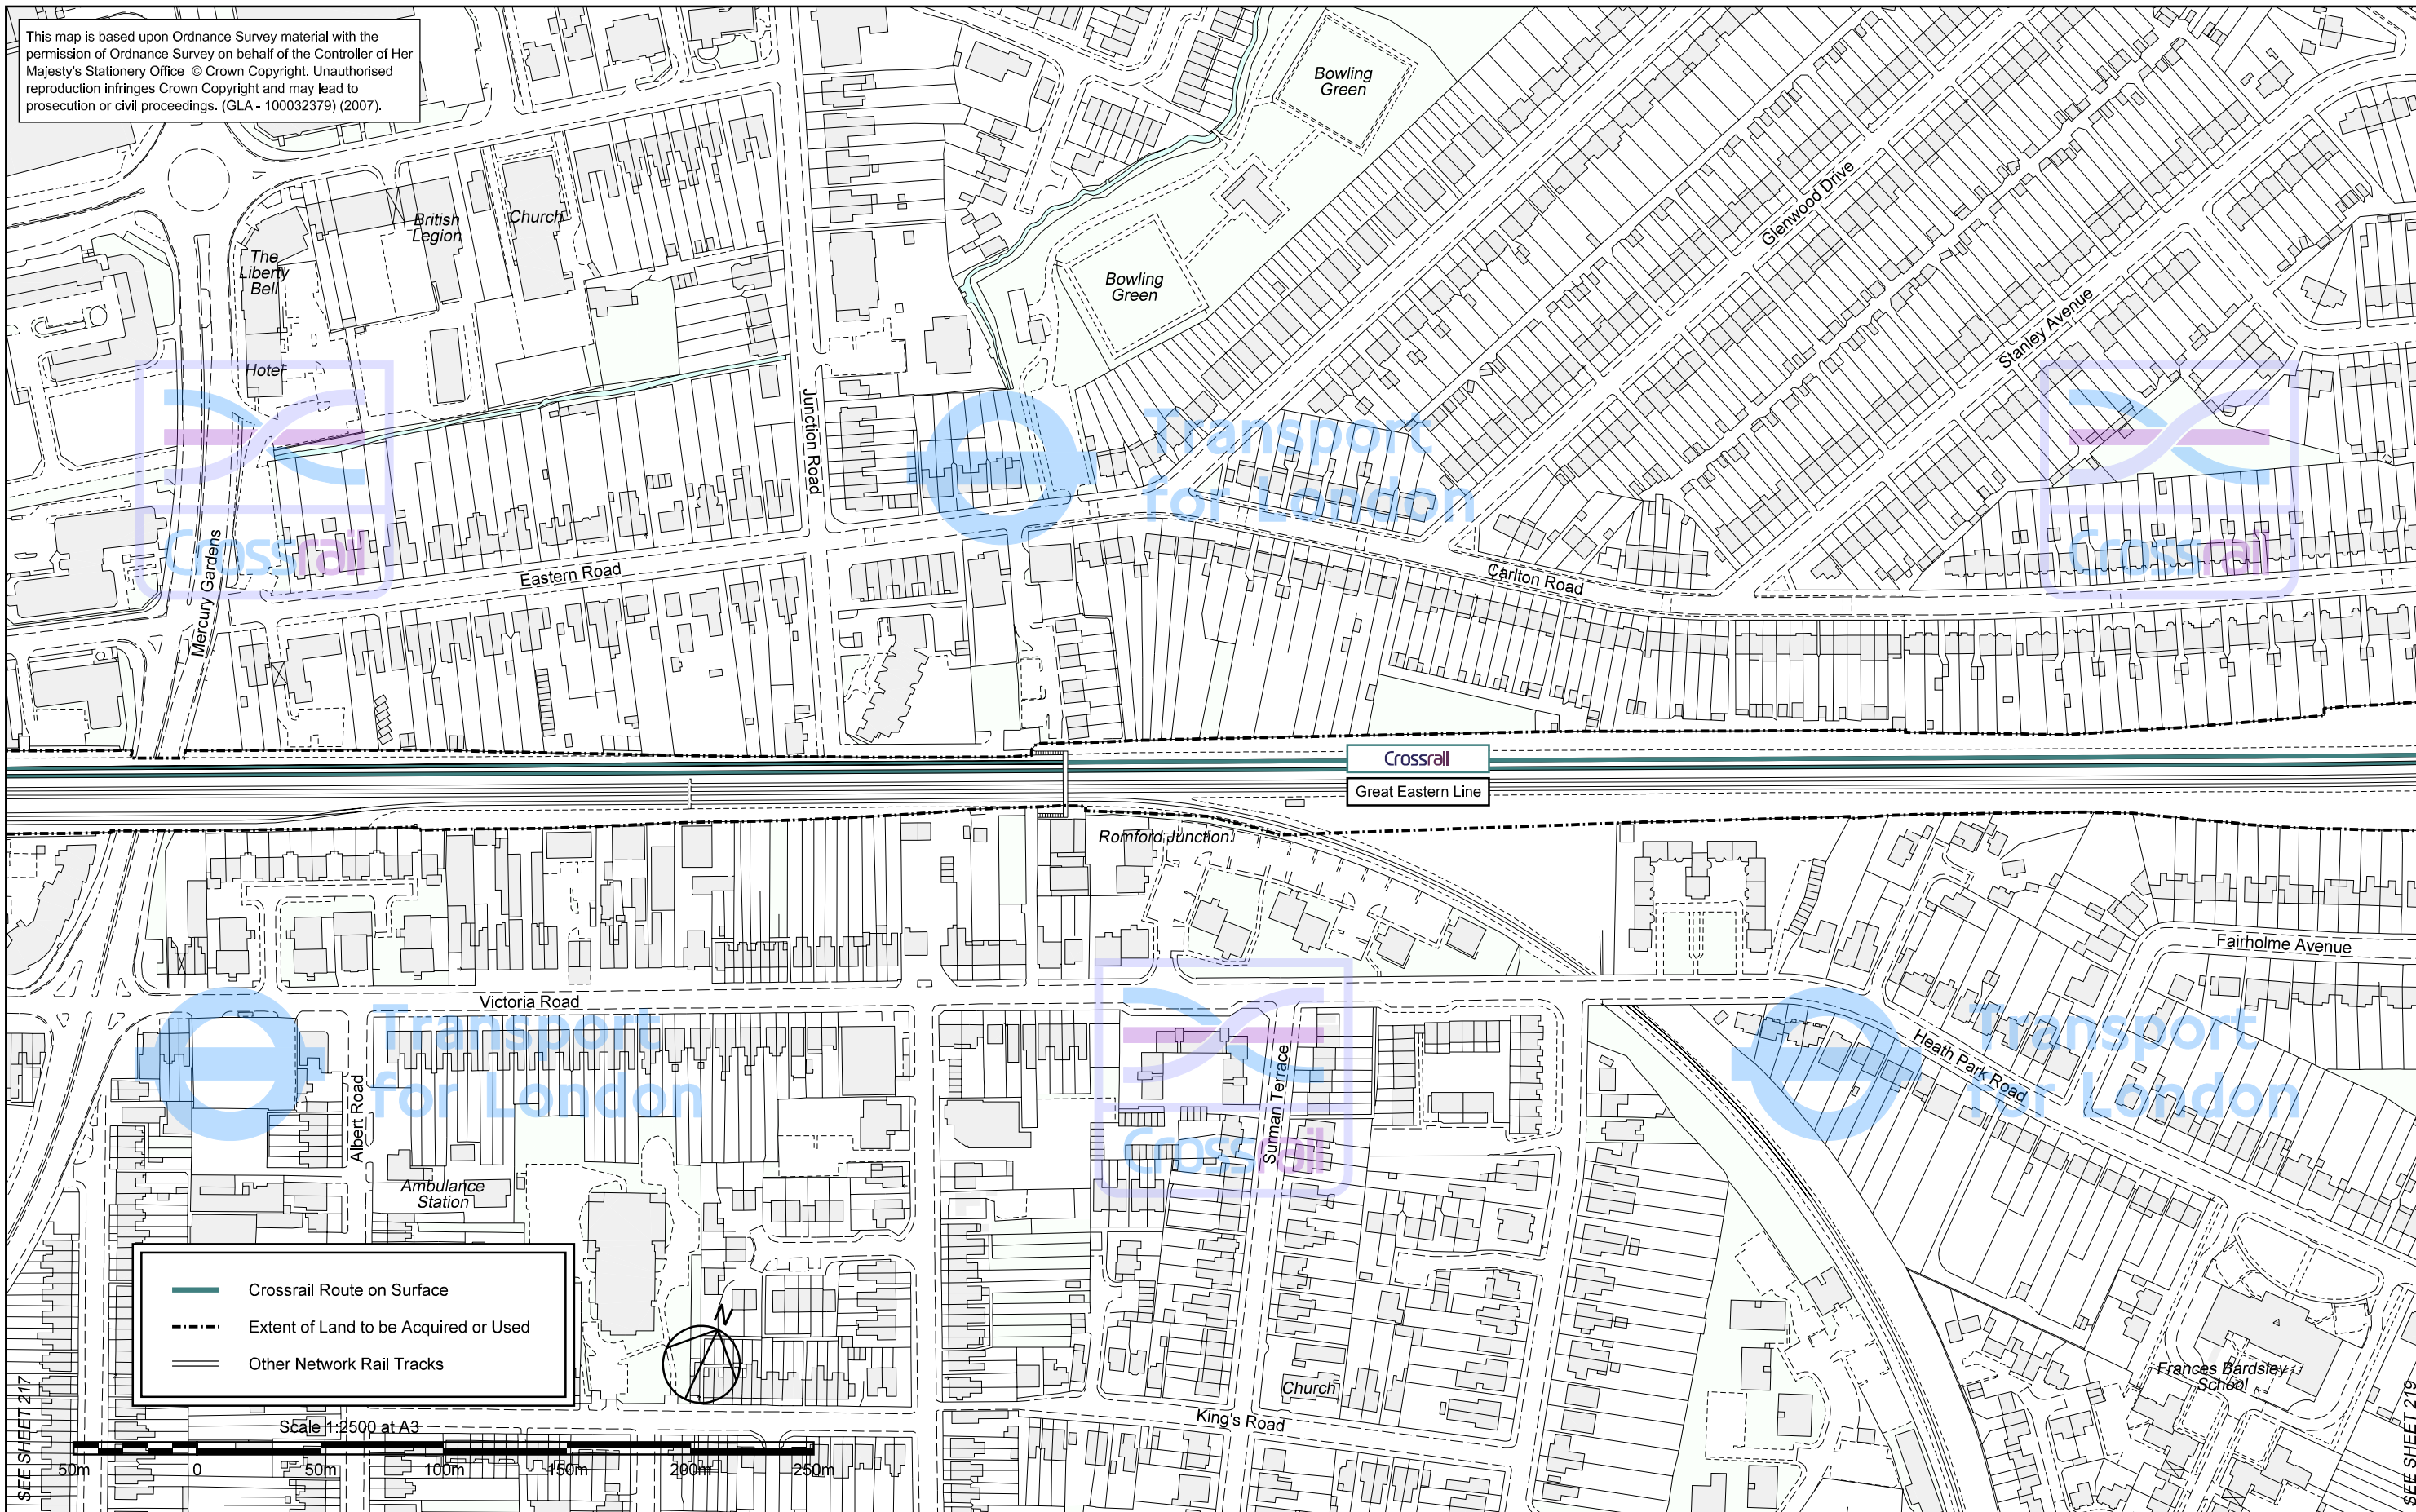 This map is based upon Ordnance Survey material with the
permission of Ordnance Survey on behalf of the Controller of Her
Majesty's Stationery Office © Crown Copyright. Unauthorised
reproduction infringes Crown Copyright and may lead to
prosecution or civil proceedings. (GLA - 100032379) (2007).
Bowling
Green
British
Legion
Church
The
Liberty
Bell
Hotel
Bowling
Green
Glenwood Drive
Stanley Avenue
Junction Road
Transport
for London
Crossrail
Crossrail
Mercury Gardens
Eastern Road
Carlton Road
Crossrail
Great Eastern Line
Romford Junction
Fairholme Avenue
Victoria Road
Transport
for London
Crossrail
Transport
for London
Heath Park Road
Albert Road
Surman Terrace
Ambulance
Station
Crossrail Route on Surface
Extent of Land to be Acquired or Used
Other Network Rail Tracks
N
Church
Frances Bardsley
School
King's Road
Scale 1:2500 at A3
50m 0 50m 100m 150m 200m 250m
SEE SHEET 217
SEE SHEET 219